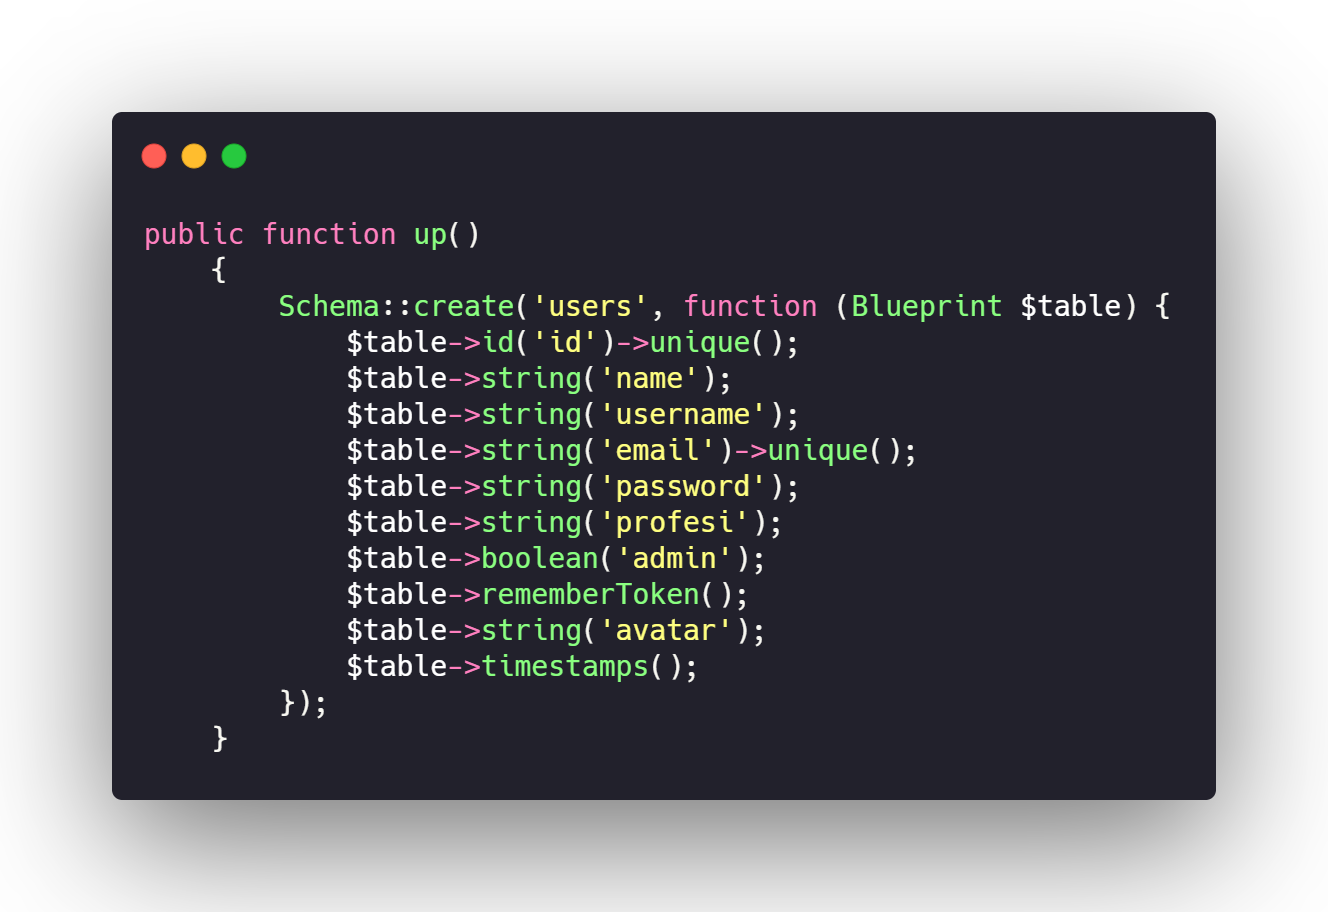 public function up()
    {
        Schema::create('users', function (Blueprint $table) {
            $table->id('id')->unique();
            $table->string('name');
            $table->string('username');
            $table->string('email')->unique();
            $table->string('password');
            $table->string('profesi');
            $table->boolean('admin');
            $table->rememberToken();
            $table->string('avatar');
            $table->timestamps();
        });
    }